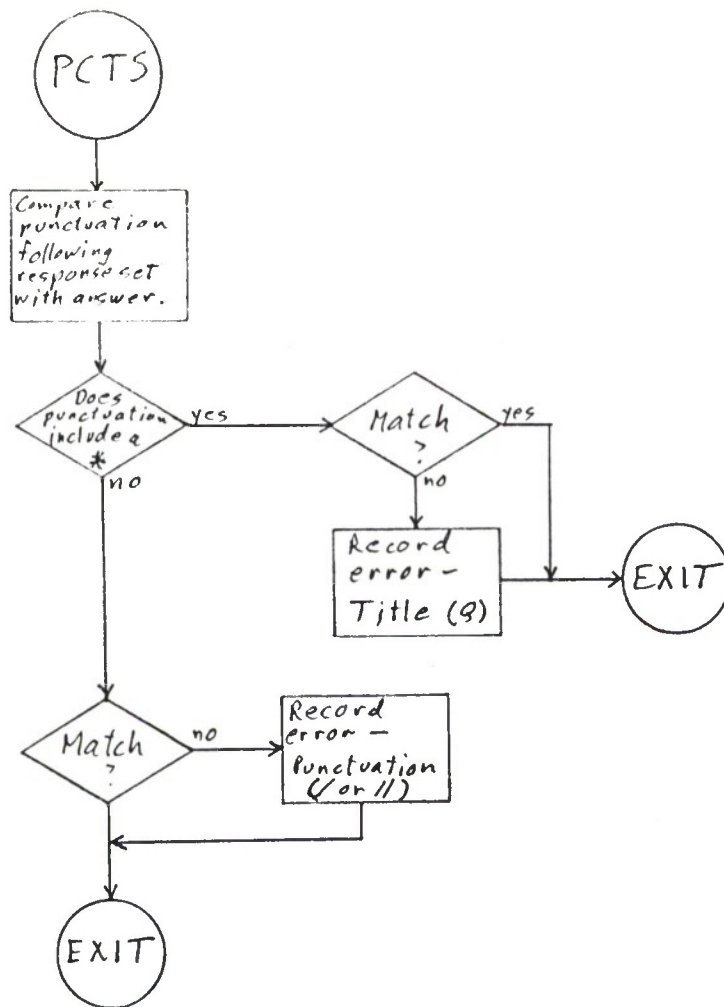 PCTS
Compare
punctuation
following
response set
with answer.
Does
punctuation
include a
*
yes
no
Match
?
yes
no
Record
error -
Title (8)
EXIT
Match
?
no
Record
error -
Punctuation
(/ or //)
EXIT